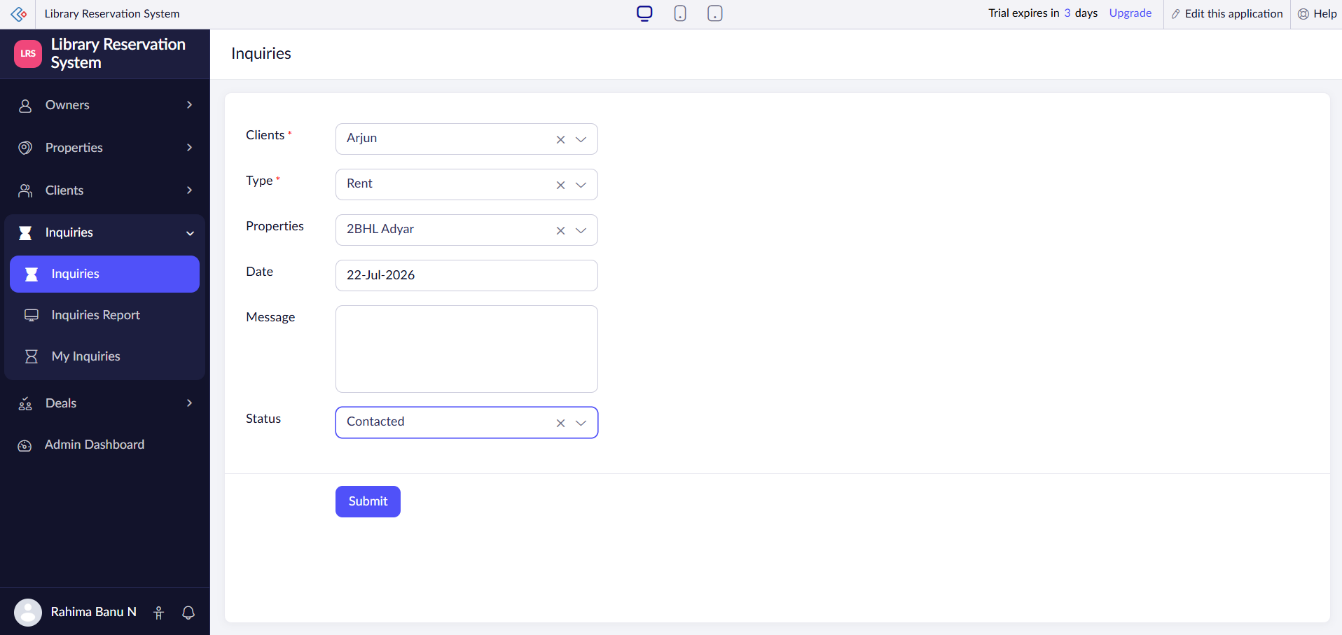 Library Reservation System
Trial expires in 3 days Upgrade
Edit this application
Help
LRS
Library Reservation
System
Owners
Properties
Clients
Inquiries
Inquiries
Inquiries Report
My Inquiries
Deals
Admin Dashboard
Rahima Banu N
Inquiries
Clients *
Arjun
Type *
Rent
Properties
2BHL Adyar
Date
22-Jul-2026
Message
Status
Contacted
Submit